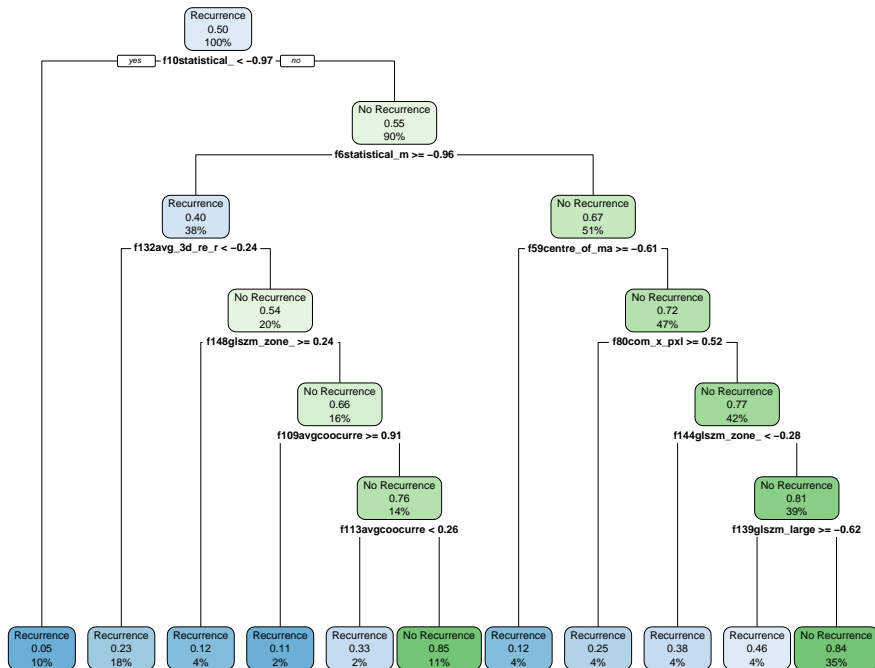 Recurrence
0.50
100%
yes
f10statistical_ < −0.97
no
No Recurrence
0.55
90%
f6statistical_m >= −0.96
Recurrence
0.40
38%
f132avg_3d_re_r < −0.24
No Recurrence
0.67
51%
f59centre_of_ma >= −0.61
No Recurrence
0.54
20%
f148glszm_zone_ >= 0.24
No Recurrence
0.72
47%
f80com_x_pxl >= 0.52
No Recurrence
0.66
16%
f109avgcoocurre >= 0.91
No Recurrence
0.77
42%
f144glszm_zone_ < −0.28
No Recurrence
0.76
14%
f113avgcoocurre < 0.26
No Recurrence
0.81
39%
f139glszm_large >= −0.62
Recurrence
0.05
10%
Recurrence
0.23
18%
Recurrence
0.12
4%
Recurrence
0.11
2%
Recurrence
0.33
2%
No Recurrence
0.85
11%
Recurrence
0.12
4%
Recurrence
0.25
4%
Recurrence
0.38
4%
Recurrence
0.46
4%
No Recurrence
0.84
35%